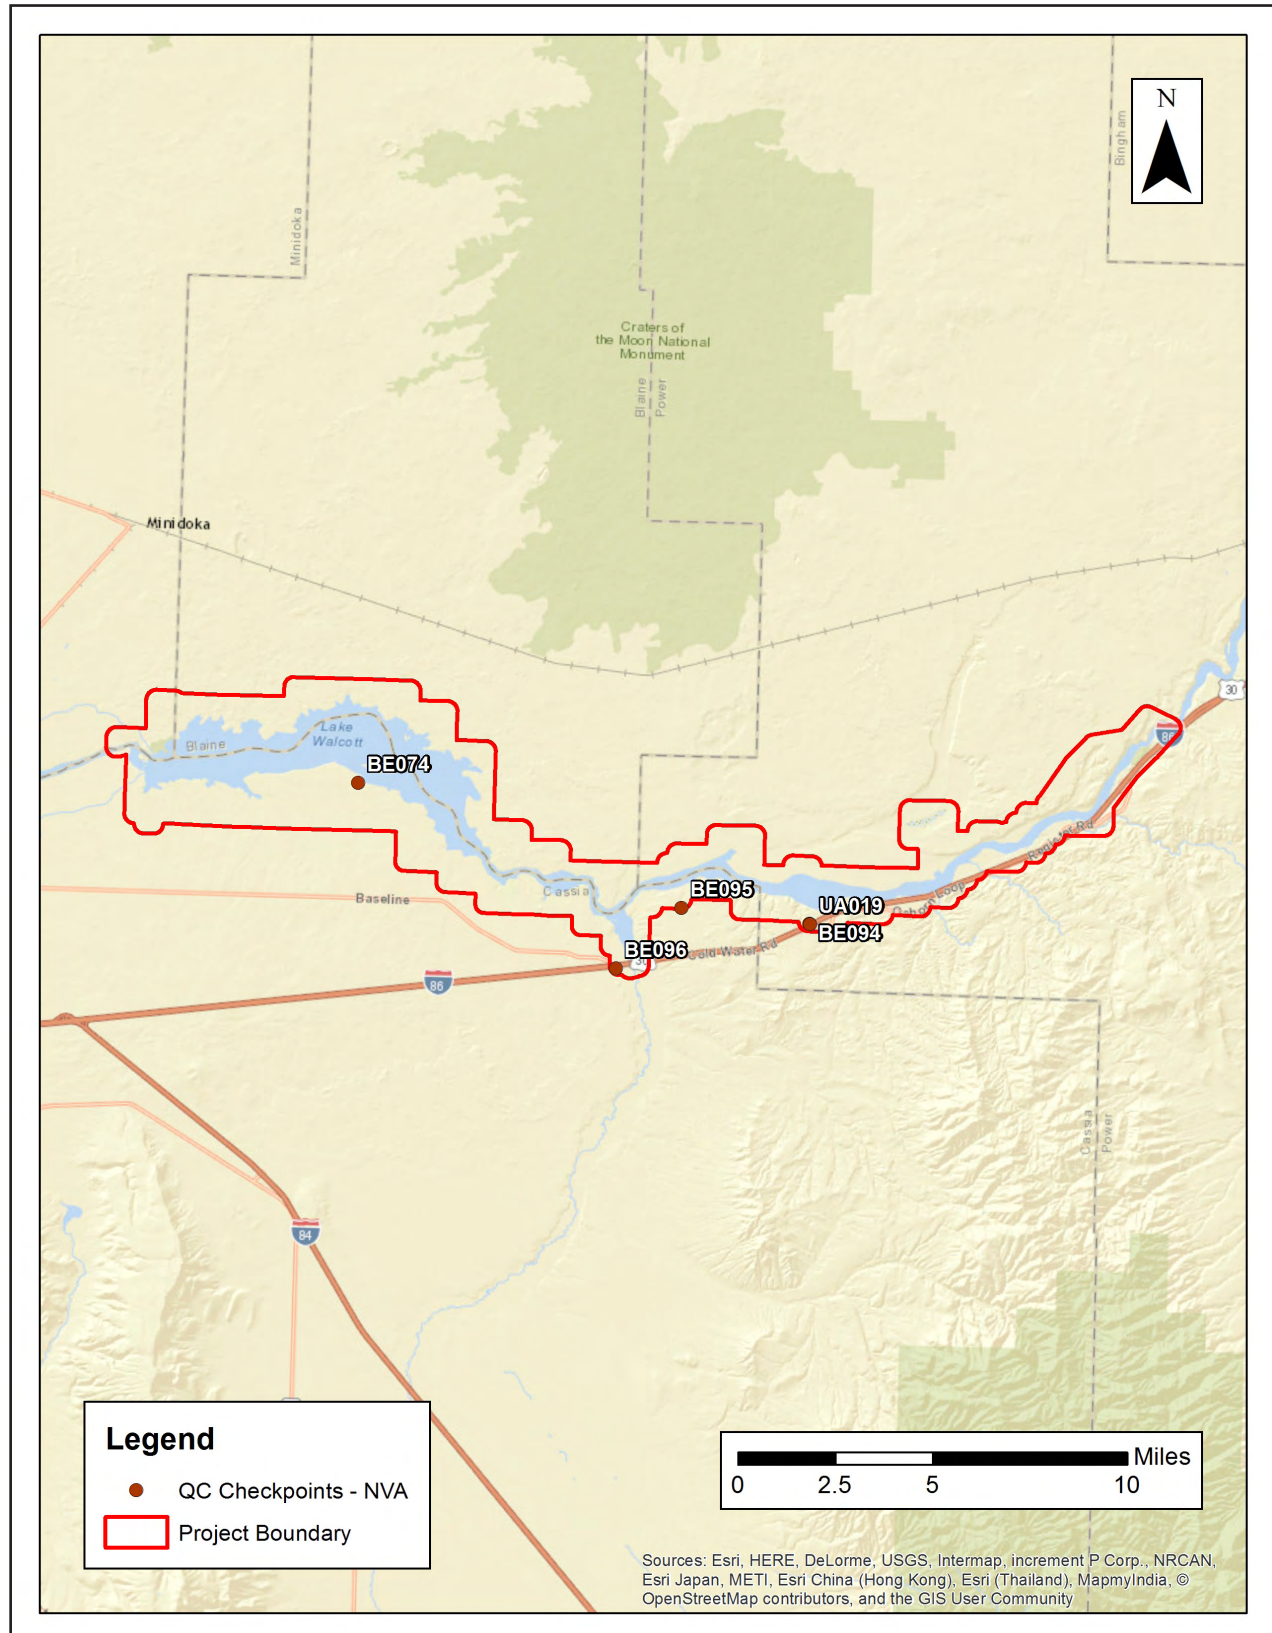 N
Bingham
Minidoka
Craters of
the Moon National
Monument
Blaine
Power
Minidoka
30
86
Lake
Walcott
Blaine
BE074
Register Rd
Cassia
Baseline
BE095
UA019
Osborn Loop
BE094
BE096
30
Cold Water Rd
86
Cassia
Power
84
Legend
QC Checkpoints - NVA
Project Boundary
Miles
0 2.5 5 10
Sources: Esri, HERE, DeLorme, USGS, Intermap, increment P Corp., NRCAN,
Esri Japan, METI, Esri China (Hong Kong), Esri (Thailand), MapmyIndia, ©
OpenStreetMap contributors, and the GIS User Community